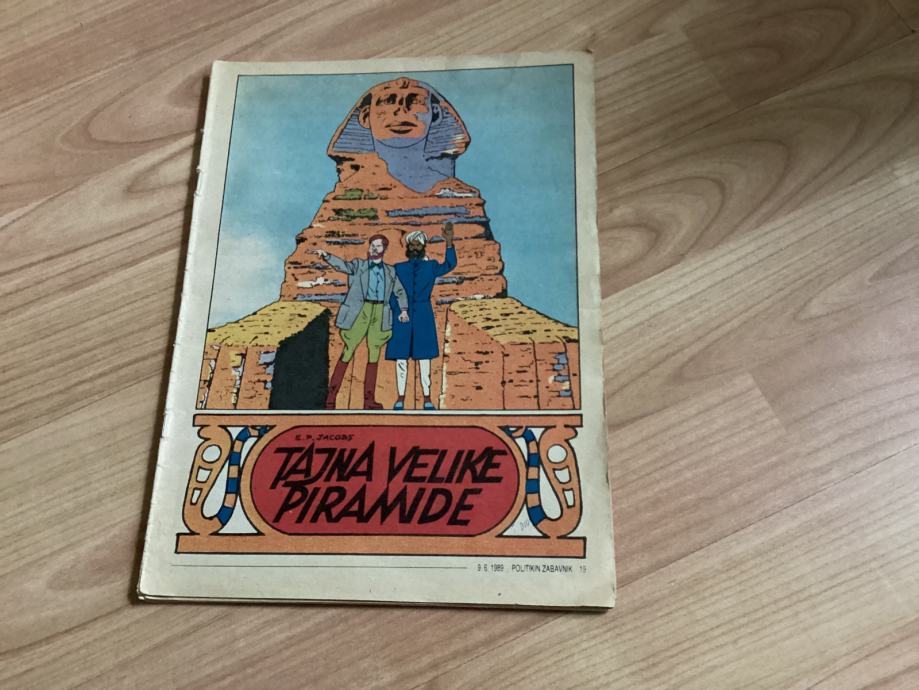 E. P. JACOBS
TAJNA VELIKE
PIRAMIDE
9. 6. 1989 POLITIKIN ZABAVNIK 19